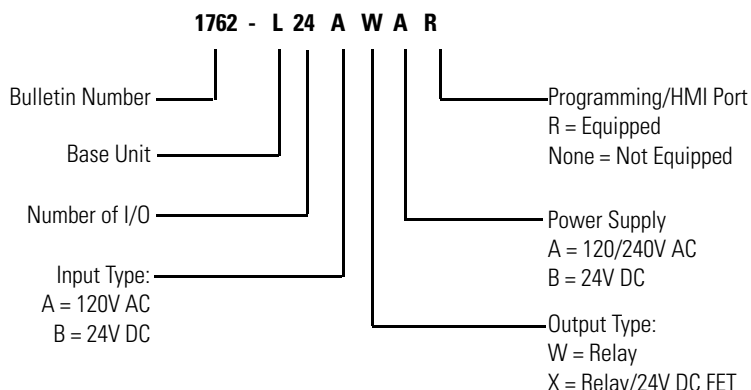 1762 - L 24 A W A R
Bulletin Number
Base Unit
Number of I/O
Input Type:
A = 120V AC
B = 24V DC
Programming/HMI Port
R = Equipped
None = Not Equipped
Power Supply
A = 120/240V AC
B = 24V DC
Output Type:
W = Relay
X = Relay/24V DC FET